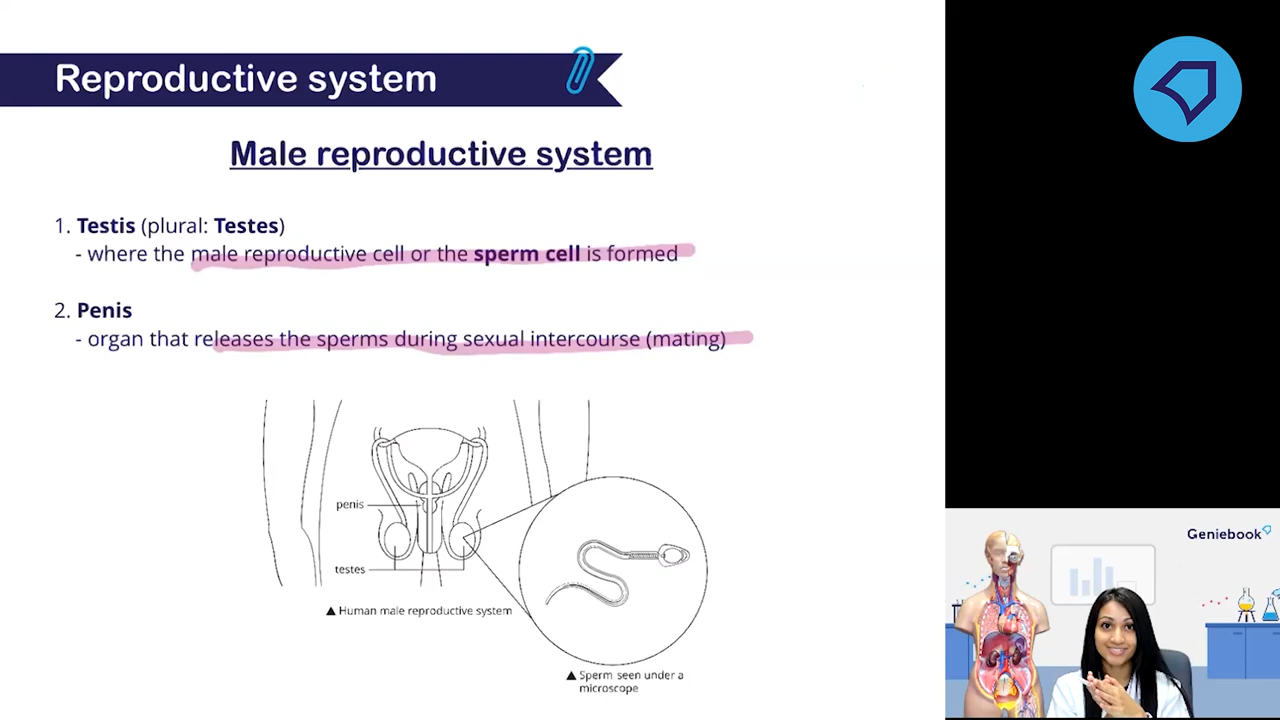 Reproductive system
Male reproductive system
1. Testis (plural: Testes)
- where the male reproductive cell or the sperm cell is formed
2. Penis
- organ that releases the sperms during sexual intercourse (mating)
penis
testes
▲ Human male reproductive system
▲ Sperm seen under a
microscope
Geniebook